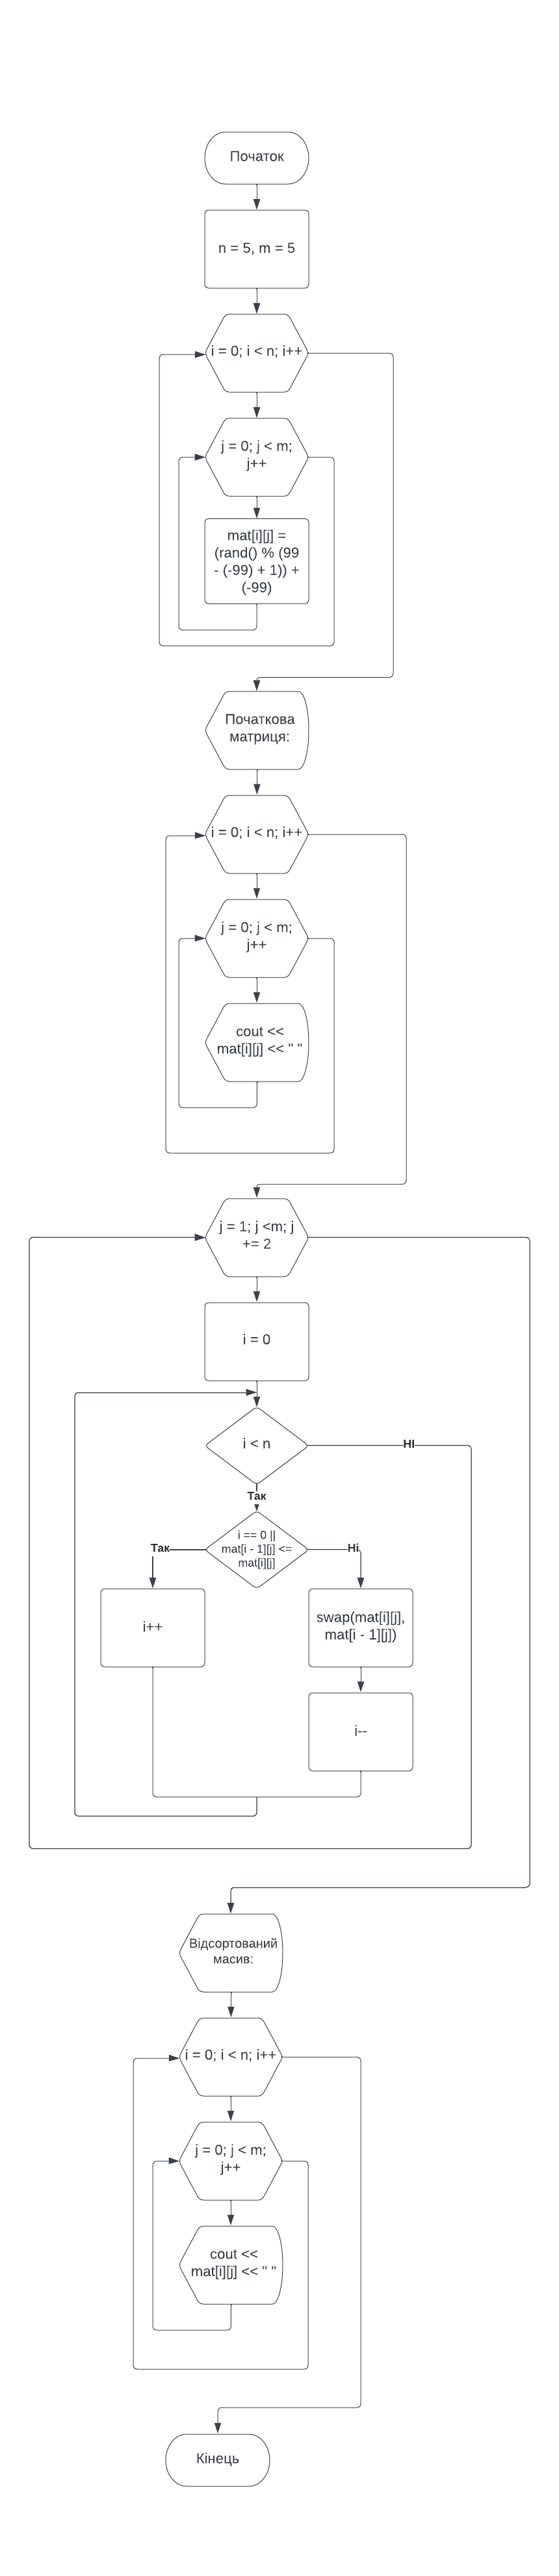 Початок
n = 5, m = 5
i = 0; i < n; i++
j = 0; j < m;
j++
mat[i][j] =
(rand() % (99
- (-99) + 1)) +
(-99)
Початкова
матриця:
i = 0; i < n; i++
j = 0; j < m;
j++
cout <<
mat[i][j] << " "
j = 1; j <m; j
+= 2
i = 0
i < n
НІ
Так
i == 0 ||
mat[i - 1][j] <=
mat[i][j]
Так
Ні
i++
swap(mat[i][j],
mat[i - 1][j])
i--
Відсортований
масив:
i = 0; i < n; i++
j = 0; j < m;
j++
cout <<
mat[i][j] << " "
Кінець